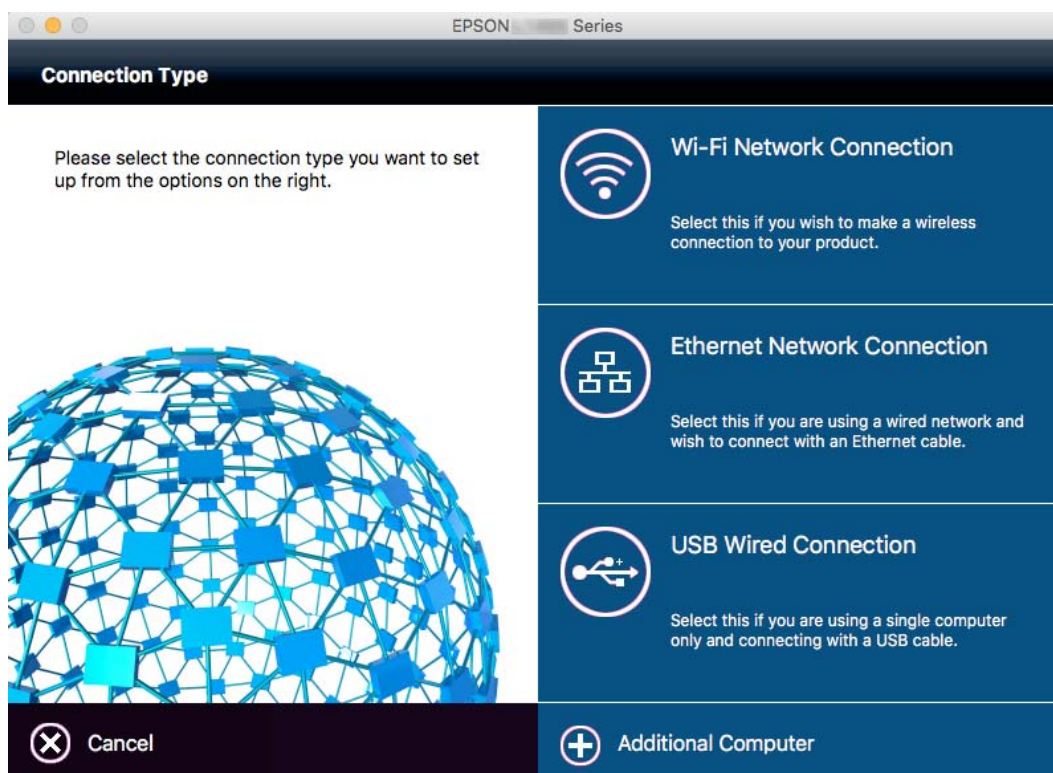 EPSON Series
Connection Type
Please select the connection type you want to set
up from the options on the right.
Wi-Fi Network Connection
Select this if you wish to make a wireless
connection to your product.
Ethernet Network Connection
Select this if you are using a wired network and
wish to connect with an Ethernet cable.
USB Wired Connection
Select this if you are using a single computer
only and connecting with a USB cable.
Cancel
Additional Computer